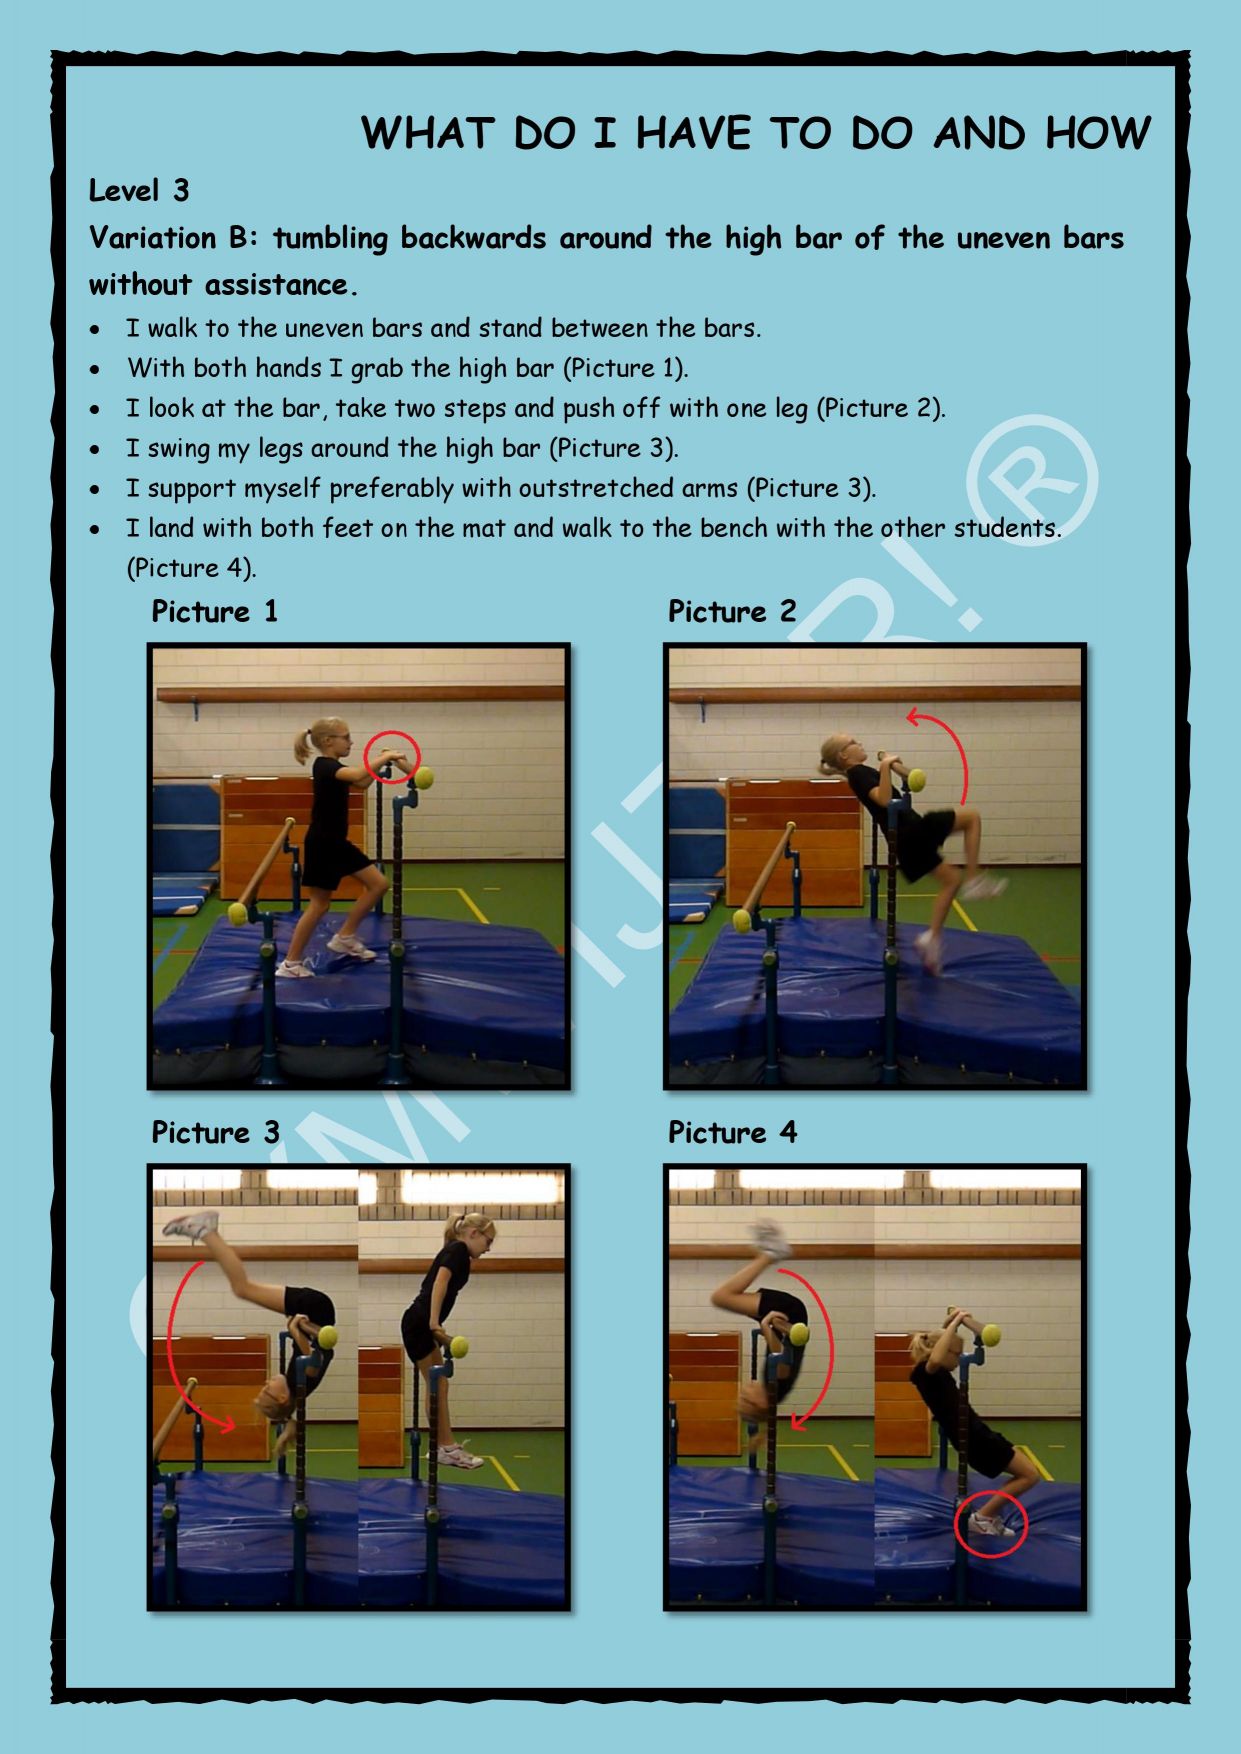 WHAT DO I HAVE TO DO AND HOW
Level 3
Variation B: tumbling backwards around the high bar of the uneven bars
without assistance.
• I walk to the uneven bars and stand between the bars.
• With both hands I grab the high bar (Picture 1).
• I look at the bar, take two steps and push off with one leg (Picture 2).
• I swing my legs around the high bar (Picture 3).
• I support myself preferably with outstretched arms (Picture 3).
• I land with both feet on the mat and walk to the bench with the other students.
(Picture 4).
Picture 1
Picture 2
Picture 3
Picture 4